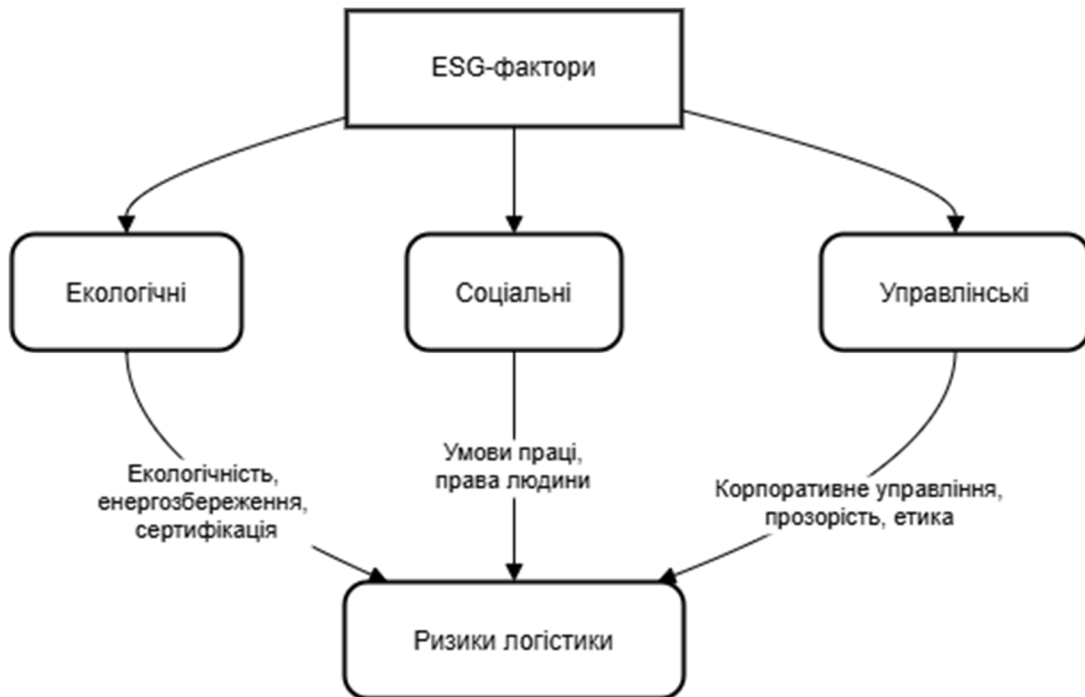 ESG-фактори
Екологічні
Соціальні
Управлінські
Екологічність,
енергозбереження,
сертифікація
Умови праці,
права людини
Корпоративне управління,
прозорість, етика
Ризики логістики